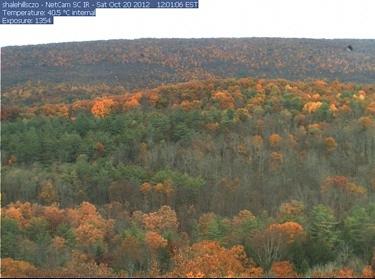 shalehillsczo - NetCam SC IR - Sat Oct 20 2012   12:01:06 EST
Temperature: 40.5 °C internal
Exposure: 1354